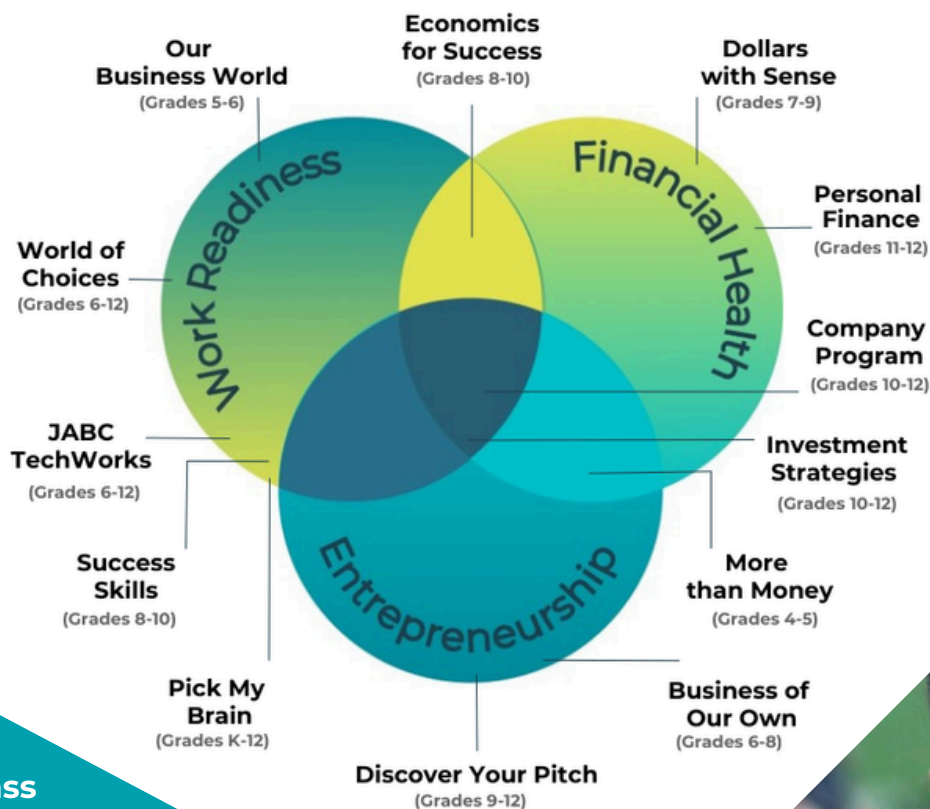 Economics
for Success
(Grades 8-10)
Our
Business World
(Grades 5-6)
Dollars
with Sense
(Grades 7-9)
Work Readiness
Financial Health
Personal
Finance
(Grades 11-12)
World of
Choices
(Grades 6-12)
Company
Program
(Grades 10-12)
JABC
TechWorks
(Grades 6-12)
Investment
Strategies
(Grades 10-12)
Entrepreneurship
Success
Skills
(Grades 8-10)
More
than Money
(Grades 4-5)
Pick My
Brain
(Grades K-12)
Business of
Our Own
(Grades 6-8)
Discover Your Pitch
(Grades 9-12)